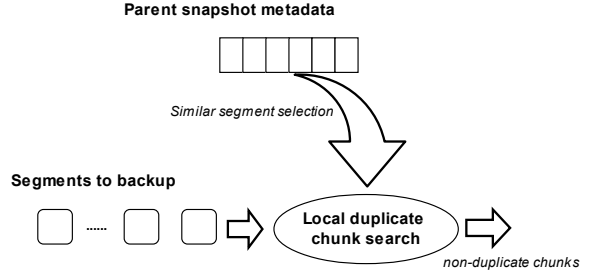 Parent snapshot metadata
Similar segment selection
Segments to backup
......
Local duplicate
chunk search
non-duplicate chunks